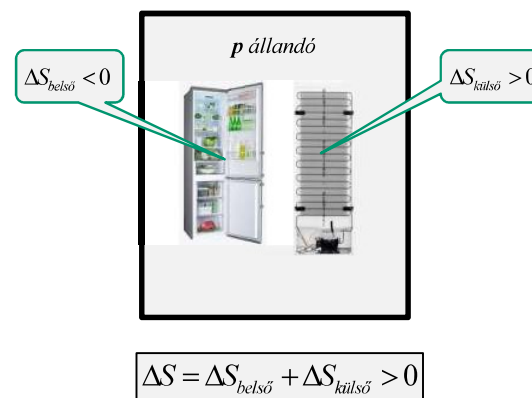 p állandó
ΔS_belső < 0
ΔS_külső > 0
ΔS = ΔS_belső + ΔS_külső > 0